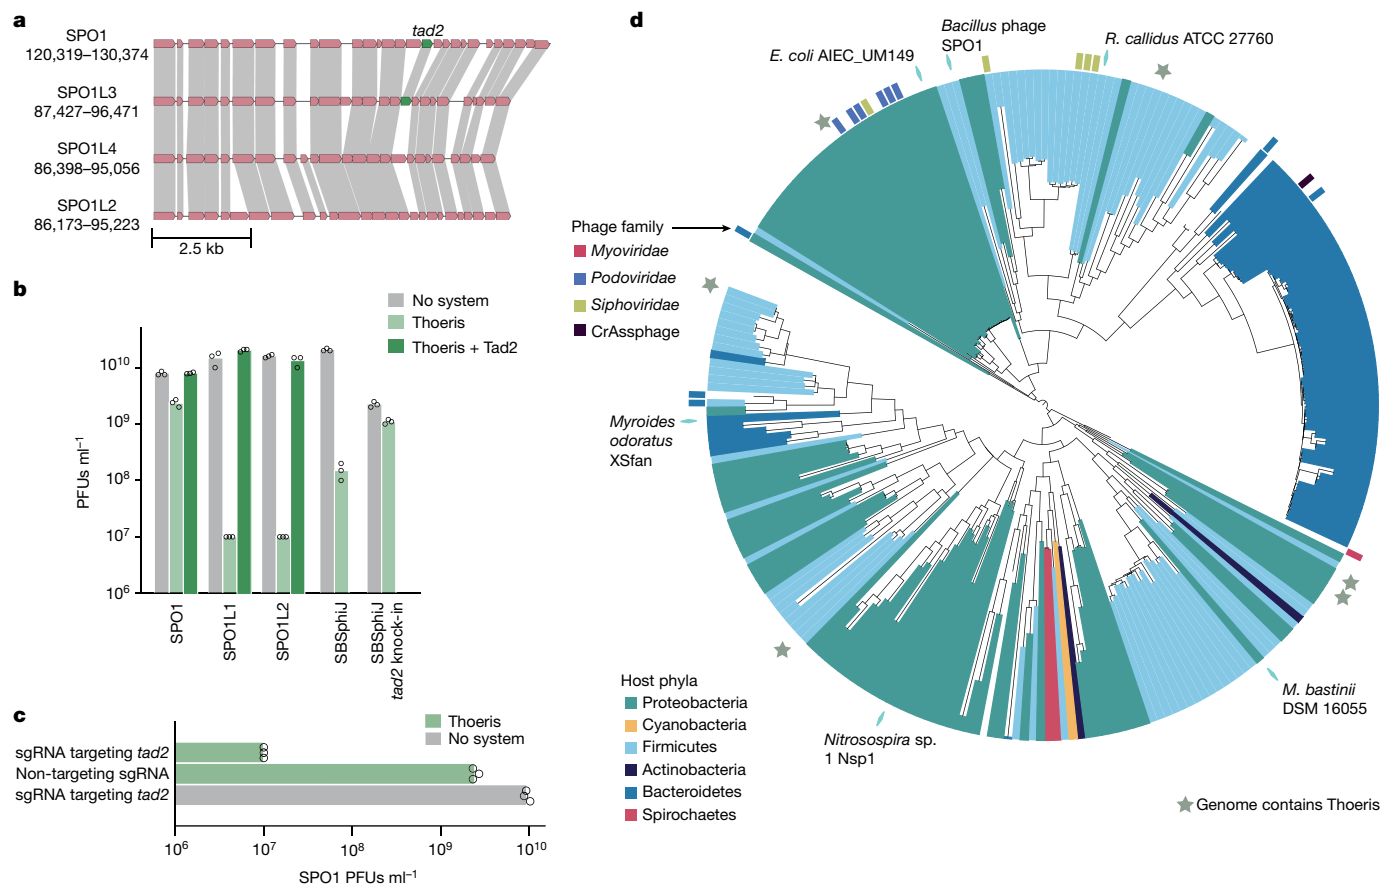 a
tad2
SPO1
120,319–130,374
SPO1L3
87,427–96,471
SPO1L4
86,398–95,056
SPO1L2
86,173–95,223
2.5 kb
b
No system
Thoeris
Thoeris + Tad2
PFUs ml–1
10^10
10^9
10^8
10^7
10^6
SPO1
SPO1L1
SPO1L2
SBSphiJ
SBSphiJ
tad2 knock-in
c
Thoeris
No system
sgRNA targeting tad2
Non-targeting sgRNA
sgRNA targeting tad2
10^6
10^7
10^8
10^9
10^10
SPO1 PFUs ml–1
d
E. coli AIEC_UM149
Bacillus phage
SPO1
R. callidus ATCC 27760
Phage family
Myoviridae
Podoviridae
Siphoviridae
CrAssphage
Myroides
odoratus
XSfan
Host phyla
Proteobacteria
Cyanobacteria
Firmicutes
Actinobacteria
Bacteroidetes
Spirochaetes
Nitrosospira sp.
1 Nsp1
M. bastinii
DSM 16055
Genome contains Thoeris